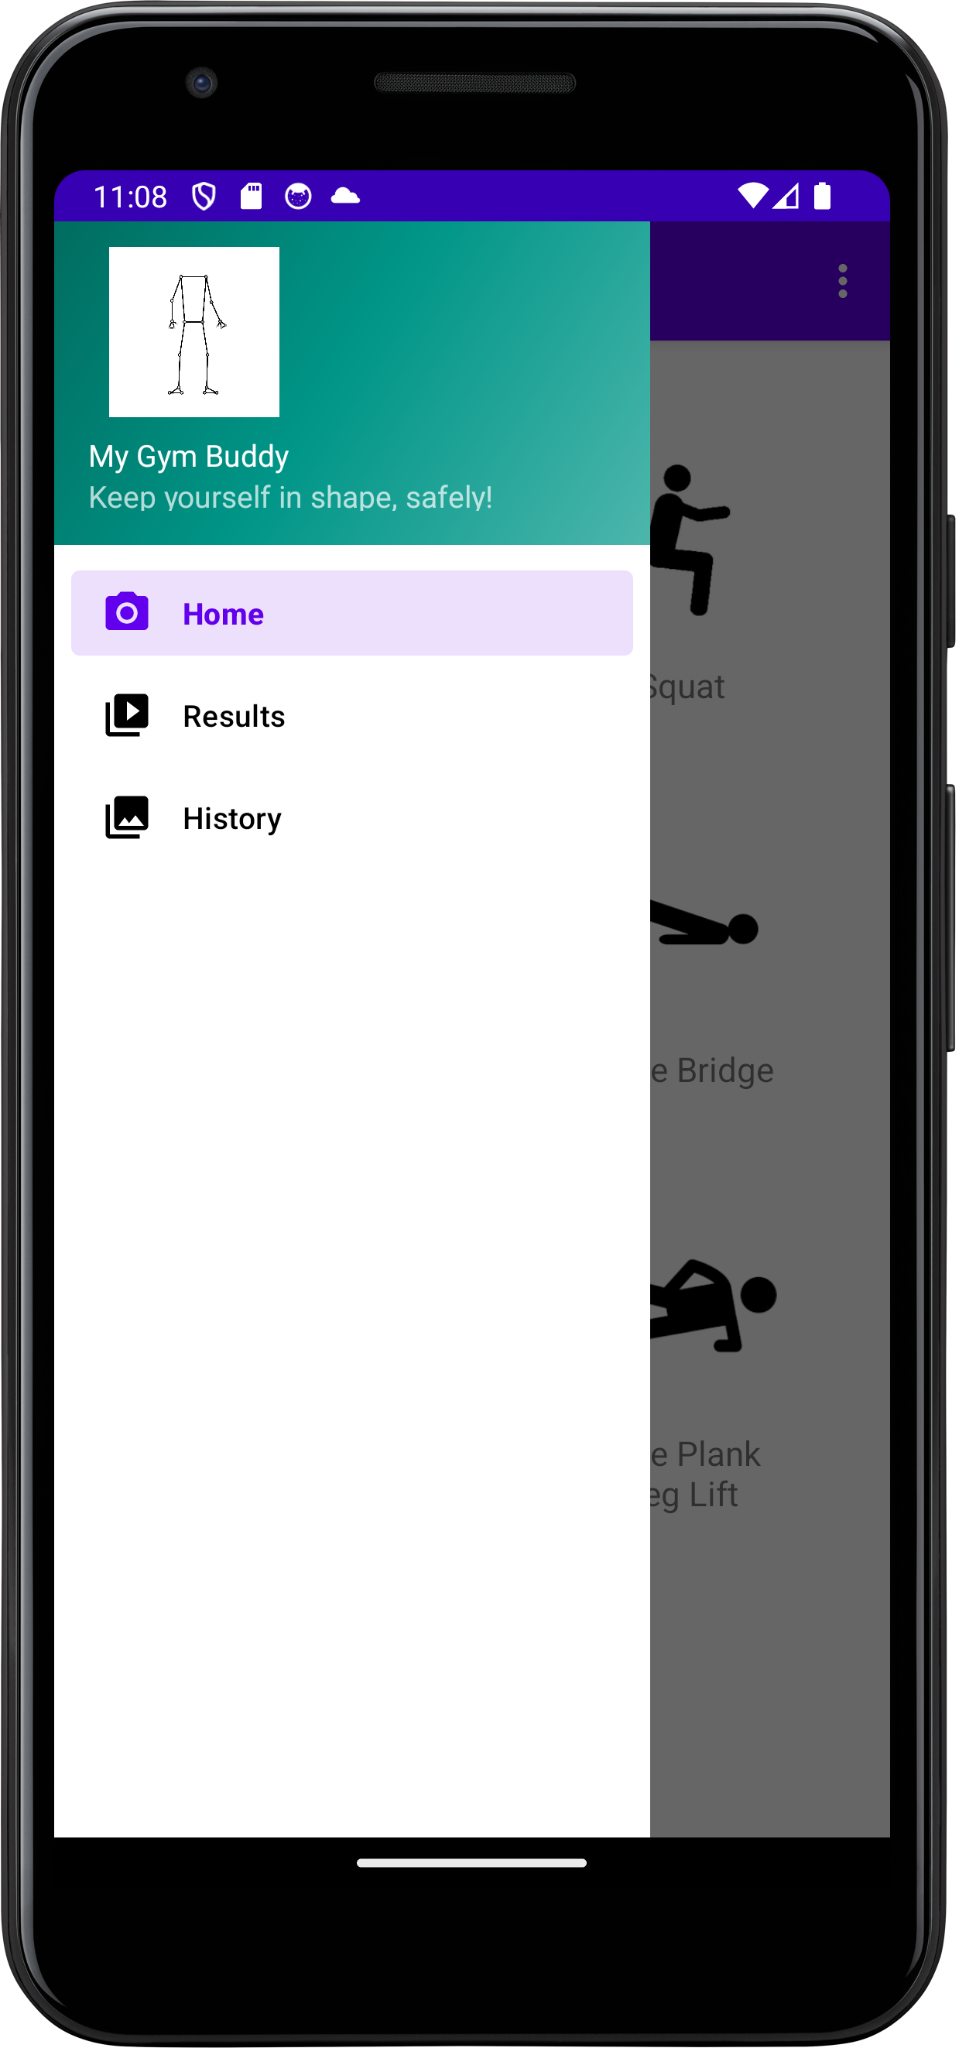 11:08
My Gym Buddy
Keep yourself in shape, safely!
Home
Results
History
Squat
e Bridge
e Plank
eg Lift